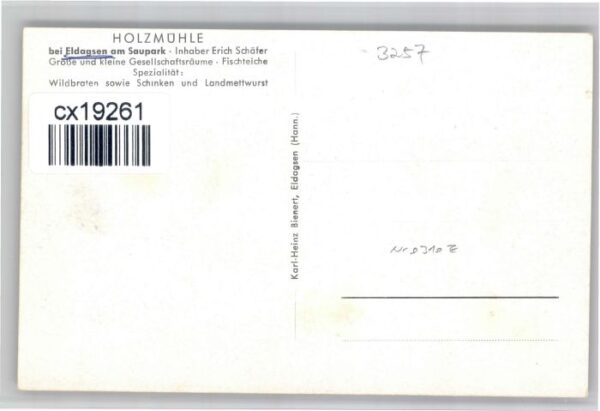 HOLZMÜHLE
bei Eldagsen am Saupark · Inhaber Erich Schäfer
Große und kleine Gesellschaftsräume · Fischteiche
Spezialität:
Wildbraten sowie Schinken und Landmettwurst
cx19261
3257
Karl-Heinz Bienert, Eldagsen (Hann.)